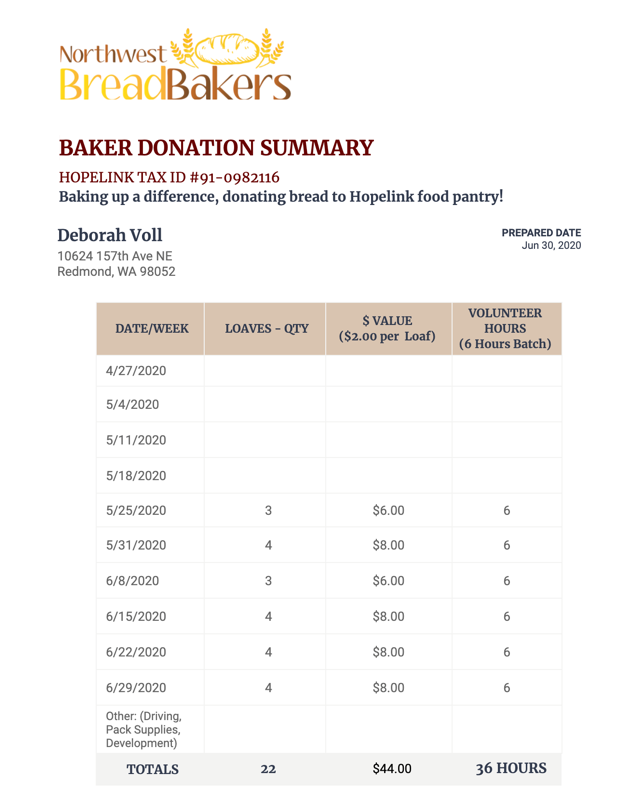 Northwest
BreadBakers
BAKER DONATION SUMMARY
HOPELINK TAX ID #91-0982116
Baking up a difference, donating bread to Hopelink food pantry!
Deborah Voll
10624 157th Ave NE
Redmond, WA 98052
PREPARED DATE
Jun 30, 2020
DATE/WEEK LOAVES - QTY $ VALUE ($2.00 per Loaf) VOLUNTEER HOURS (6 Hours Batch)
4/27/2020
5/4/2020
5/11/2020
5/18/2020
5/25/2020 3 $6.00 6
5/31/2020 4 $8.00 6
6/8/2020 3 $6.00 6
6/15/2020 4 $8.00 6
6/22/2020 4 $8.00 6
6/29/2020 4 $8.00 6
Other: (Driving,
Pack Supplies,
Development)
TOTALS 22 $44.00 36 HOURS